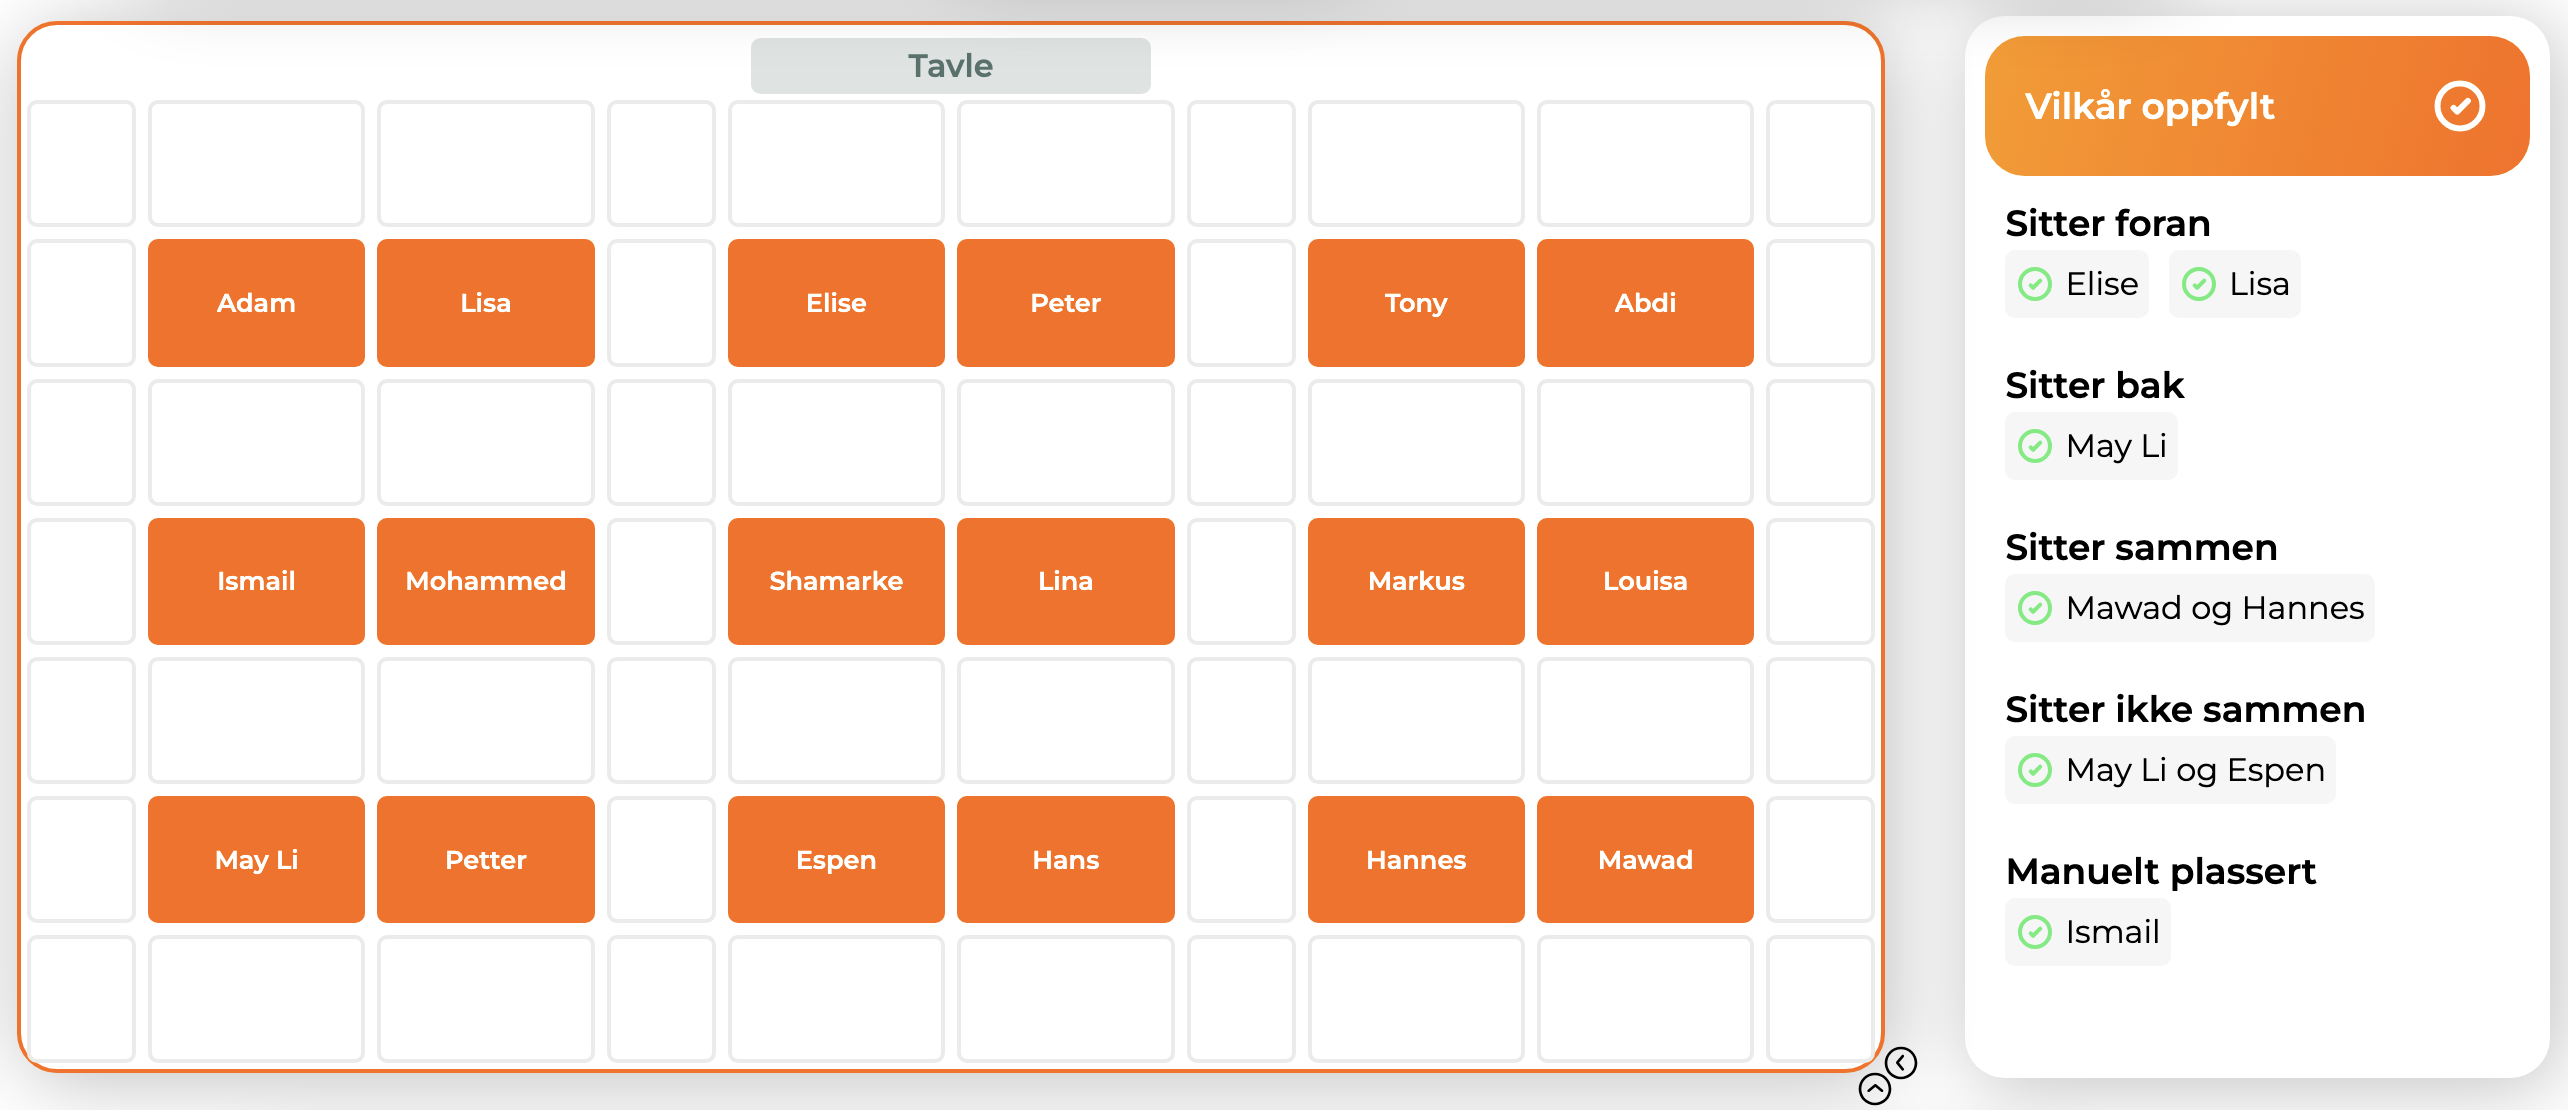 Tavle
Adam Lisa Elise Peter Tony Abdi
Ismail Mohammed Shamarke Lina Markus Louisa
May Li Petter Espen Hans Hannes Mawad
Vilkår oppfylt
Sitter foran
Elise Lisa
Sitter bak
May Li
Sitter sammen
Mawad og Hannes
Sitter ikke sammen
May Li og Espen
Manuelt plassert
Ismail